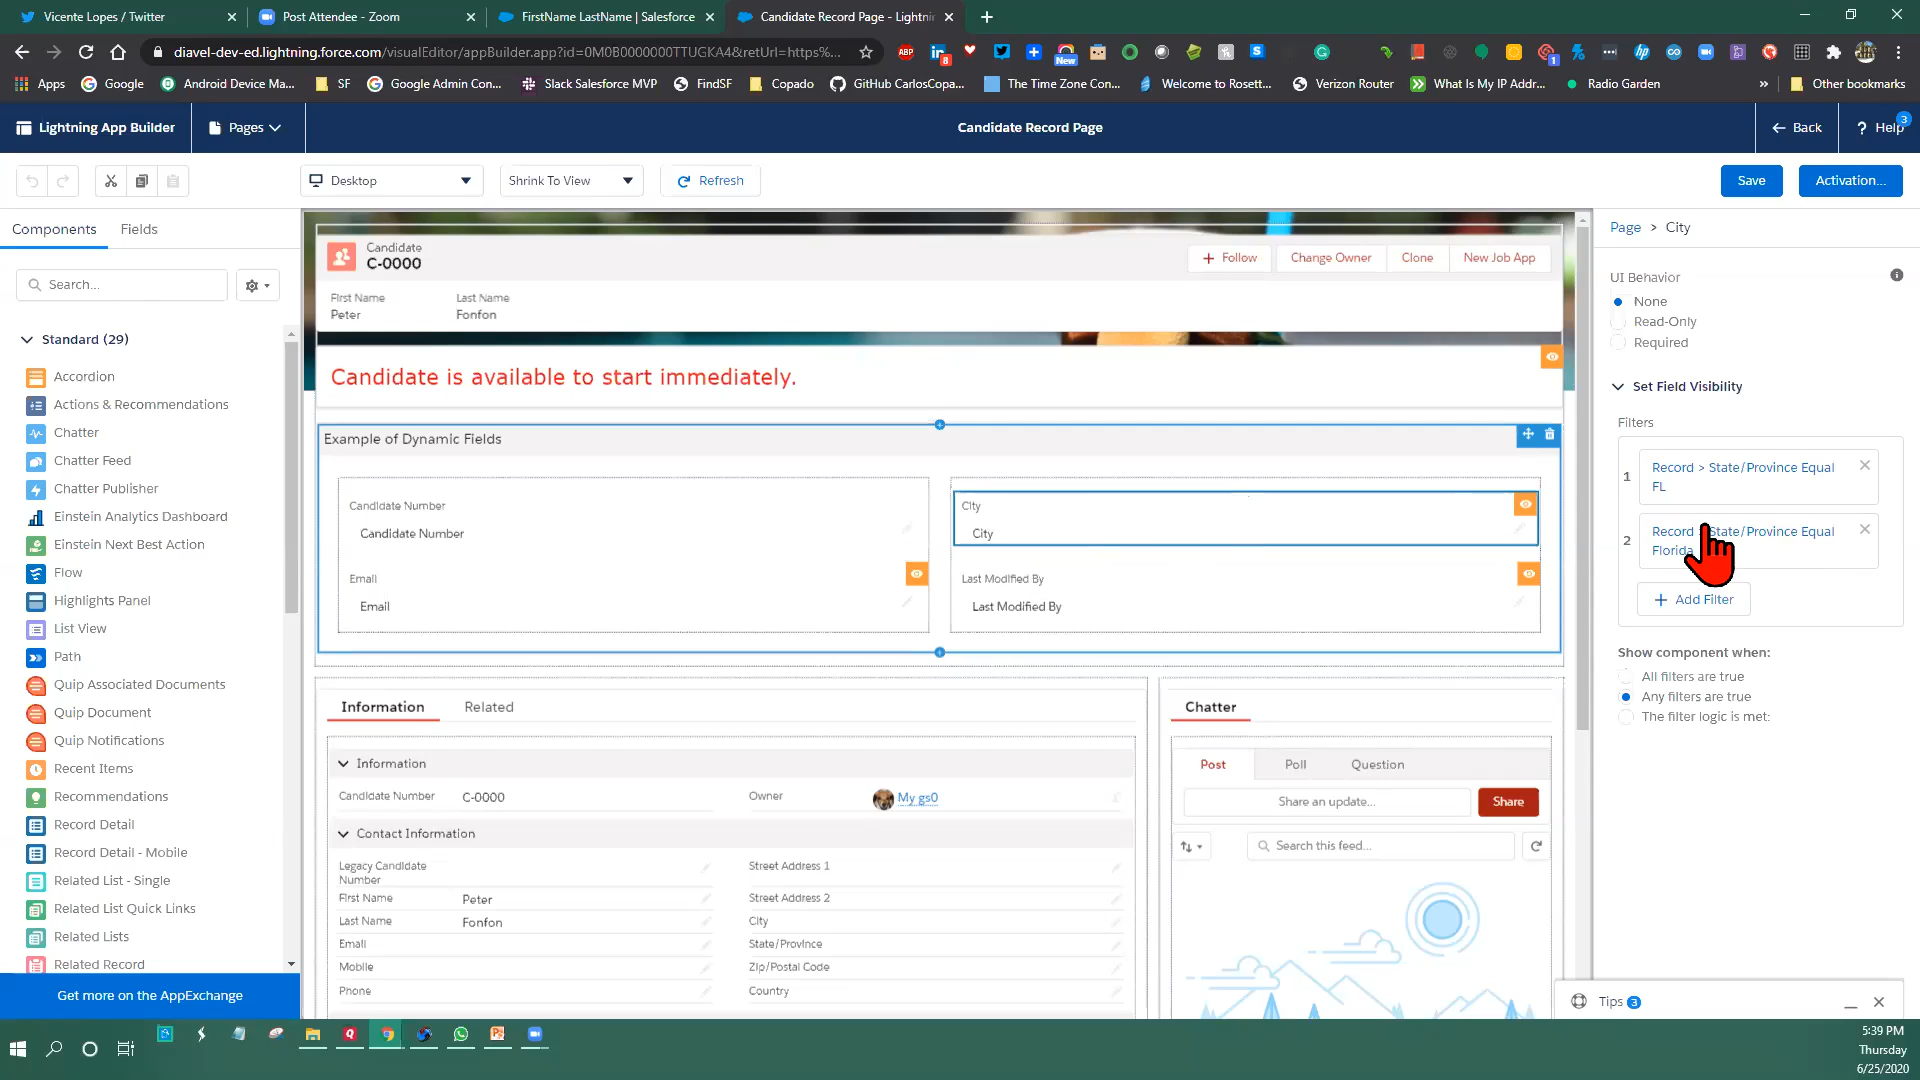 Vicente Lopes / Twitter
Post Attendee - Zoom
FirstName LastName | Salesforce
Candidate Record Page - Lightni
diavel-dev-ed.lightning.force.com/visualEditor/appBuilder.app?id=0M0B0000000TTUGKA4&retUrl=https%...
ABP
8
New
1
Apps
Google
Android Device Ma...
SF
Google Admin Con...
Slack Salesforce MVP
FindSF
Copado
GitHub CarlosCopa...
The Time Zone Con...
Welcome to Rosett...
Verizon Router
What Is My IP Addr...
Radio Garden
»
Other bookmarks
Lightning App Builder
Pages
Candidate Record Page
Back
? Help
3
Desktop
Shrink To View
Refresh
Save
Activation...
Components
Fields
Search...
Standard (29)
Accordion
Actions & Recommendations
Chatter
Chatter Feed
Chatter Publisher
Einstein Analytics Dashboard
Einstein Next Best Action
Flow
Highlights Panel
List View
Path
Quip Associated Documents
Quip Document
Quip Notifications
Recent Items
Recommendations
Record Detail
Record Detail - Mobile
Related List - Single
Related List Quick Links
Related Lists
Related Record
Get more on the AppExchange
Candidate
C-0000
Follow
Change Owner
Clone
New Job App
First Name
Last Name
Peter
Fonfon
Candidate is available to start immediately.
Example of Dynamic Fields
Candidate Number
Candidate Number
Email
Email
City
City
Last Modified By
Last Modified By
Information
Related
Information
Candidate Number
C-0000
Owner
My gs0
Contact Information
Legacy Candidate
Number
First Name
Peter
Last Name
Fonfon
Email
Mobile
Phone
Street Address 1
Street Address 2
City
State/Province
Zip/Postal Code
Country
Chatter
Post
Poll
Question
Share an update...
Share
Search this feed...
Page > City
UI Behavior
None
Read-Only
Required
Set Field Visibility
Filters
1
Record > State/Province Equal
FL
2
Record > State/Province Equal
Florida
+ Add Filter
Show component when:
All filters are true
Any filters are true
The filter logic is met:
Tips 3
5:39 PM
Thursday
6/25/2020